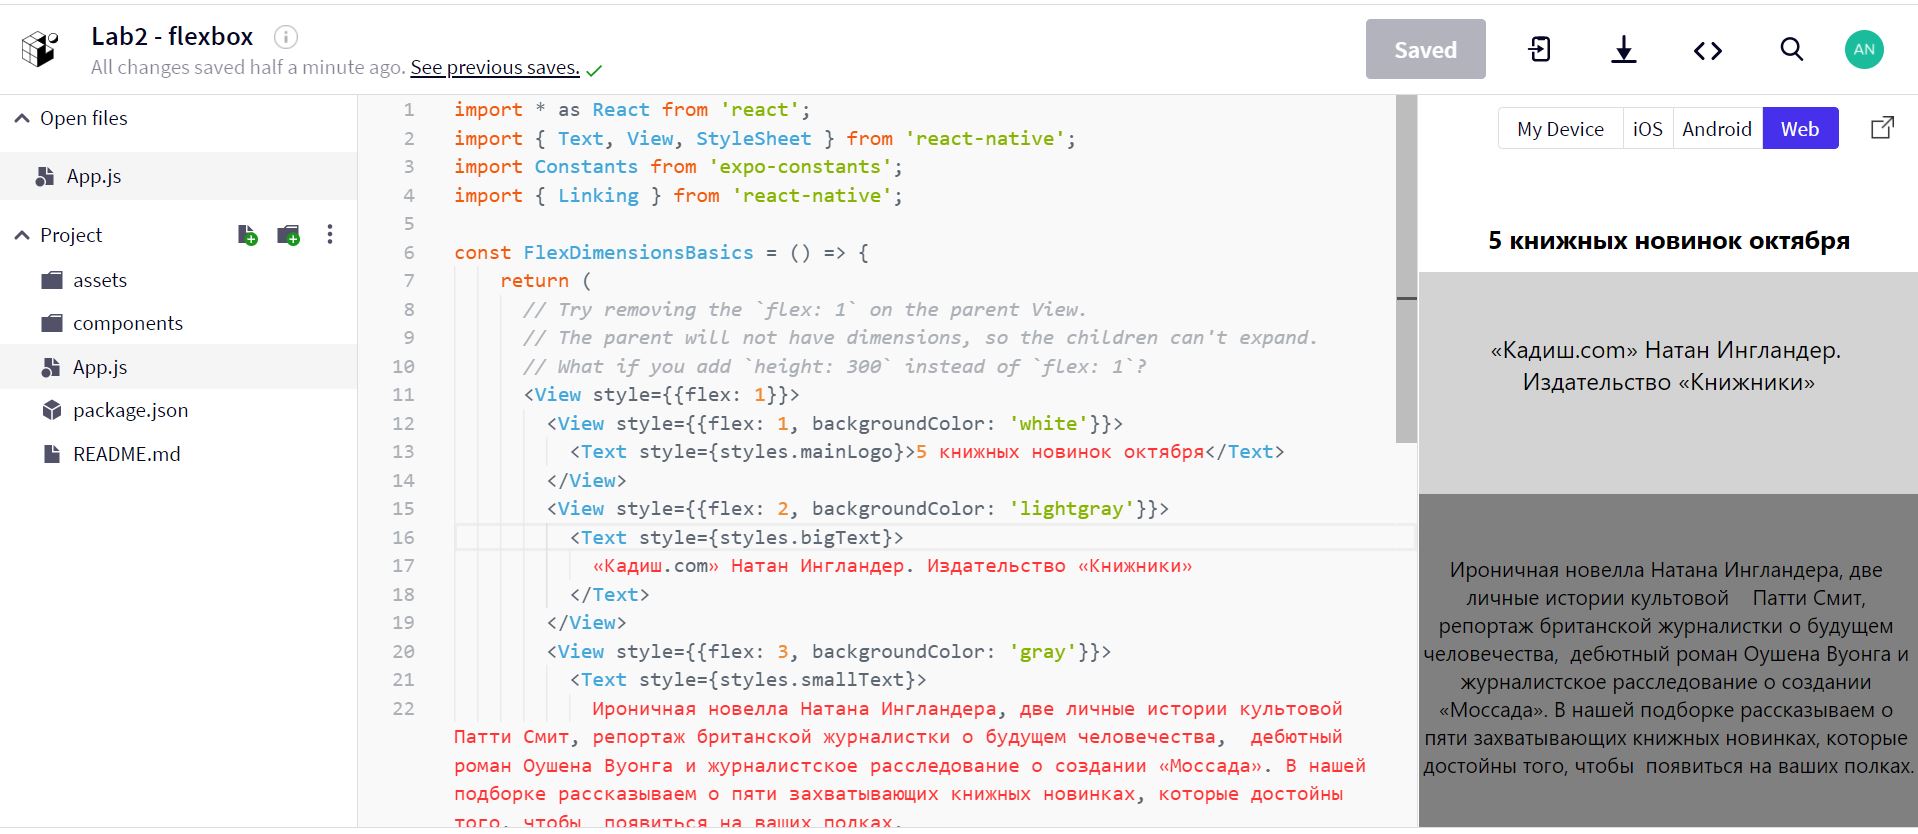 Lab2 - flexbox
All changes saved half a minute ago. See previous saves.
Saved
AN
Open files
App.js
Project
assets
components
App.js
package.json
README.md
1 import * as React from 'react';
2 import { Text, View, StyleSheet } from 'react-native';
3 import Constants from 'expo-constants';
4 import { Linking } from 'react-native';
5
6 const FlexDimensionsBasics = () => {
7 return (
8 // Try removing the `flex: 1` on the parent View.
9 // The parent will not have dimensions, so the children can't expand.
10 // What if you add `height: 300` instead of `flex: 1`?
11 <View style={{flex: 1}}>
12 <View style={{flex: 1, backgroundColor: 'white'}}>
13 <Text style={styles.mainLogo}>5 книжных новинок октября</Text>
14 </View>
15 <View style={{flex: 2, backgroundColor: 'lightgray'}}>
16 <Text style={styles.bigText}>
17 «Кадиш.com» Натан Ингландер. Издательство «Книжники»
18 </Text>
19 </View>
20 <View style={{flex: 3, backgroundColor: 'gray'}}>
21 <Text style={styles.smallText}>
22 Ироничная новелла Натана Ингландера, две личные истории культовой
Патти Смит, репортаж британской журналистки о будущем человечества,  дебютный
роман Оушена Вуонга и журналистское расследование о создании «Моссада». В нашей
подборке рассказываем о пяти захватывающих книжных новинках, которые достойны
того, чтобы  появиться на ваших полках.
My Device iOS Android Web
5 книжных новинок октября
«Кадиш.com» Натан Ингландер.
Издательство «Книжники»
Ироничная новелла Натана Ингландера, две
личные истории культовой    Патти Смит,
репортаж британской журналистки о будущем
человечества,  дебютный роман Оушена Вуонга и
журналистское расследование о создании
«Моссада». В нашей подборке рассказываем о
пяти захватывающих книжных новинках, которые
достойны того, чтобы  появиться на ваших полках.